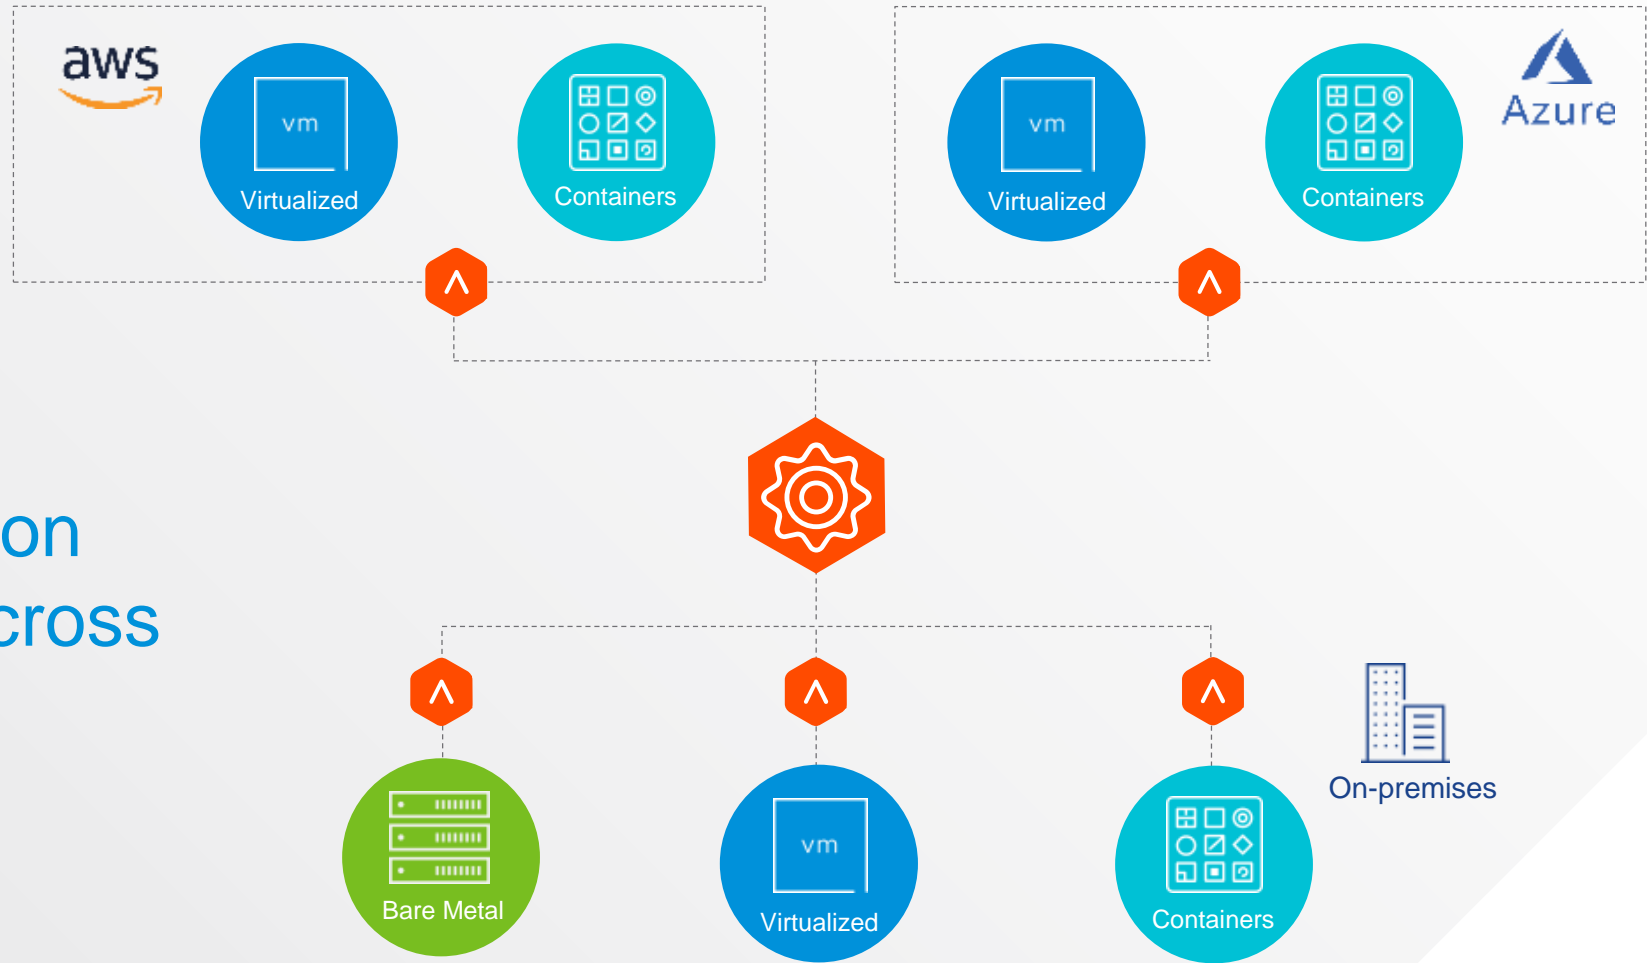 aws
vm
Virtualized
Containers
vm
Virtualized
Containers
Azure
on
cross
On-premises
Bare Metal
vm
Virtualized
Containers